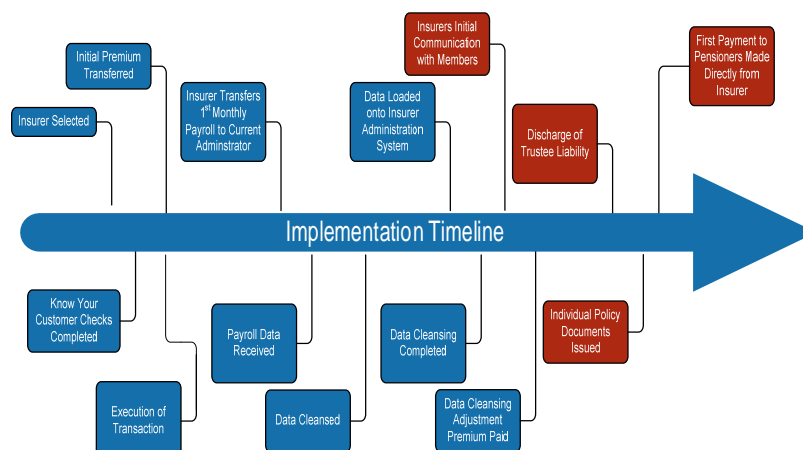 Insurer Selected
Initial Premium
Transferred
Insurer Transfers
1st Monthly
Payroll to Current
Adminstrator
Data Loaded
onto Insurer
Administration
System
Insurers Initial
Communication
with Members
Discharge of
Trustee Liability
First Payment to
Pensioners Made
Directly from
Insurer
Implementation Timeline
Know Your
Customer Checks
Completed
Execution of
Transaction
Payroll Data
Received
Data Cleansed
Data Cleansing
Completed
Data Cleansing
Adjustment
Premium Paid
Individual Policy
Documents
Issued